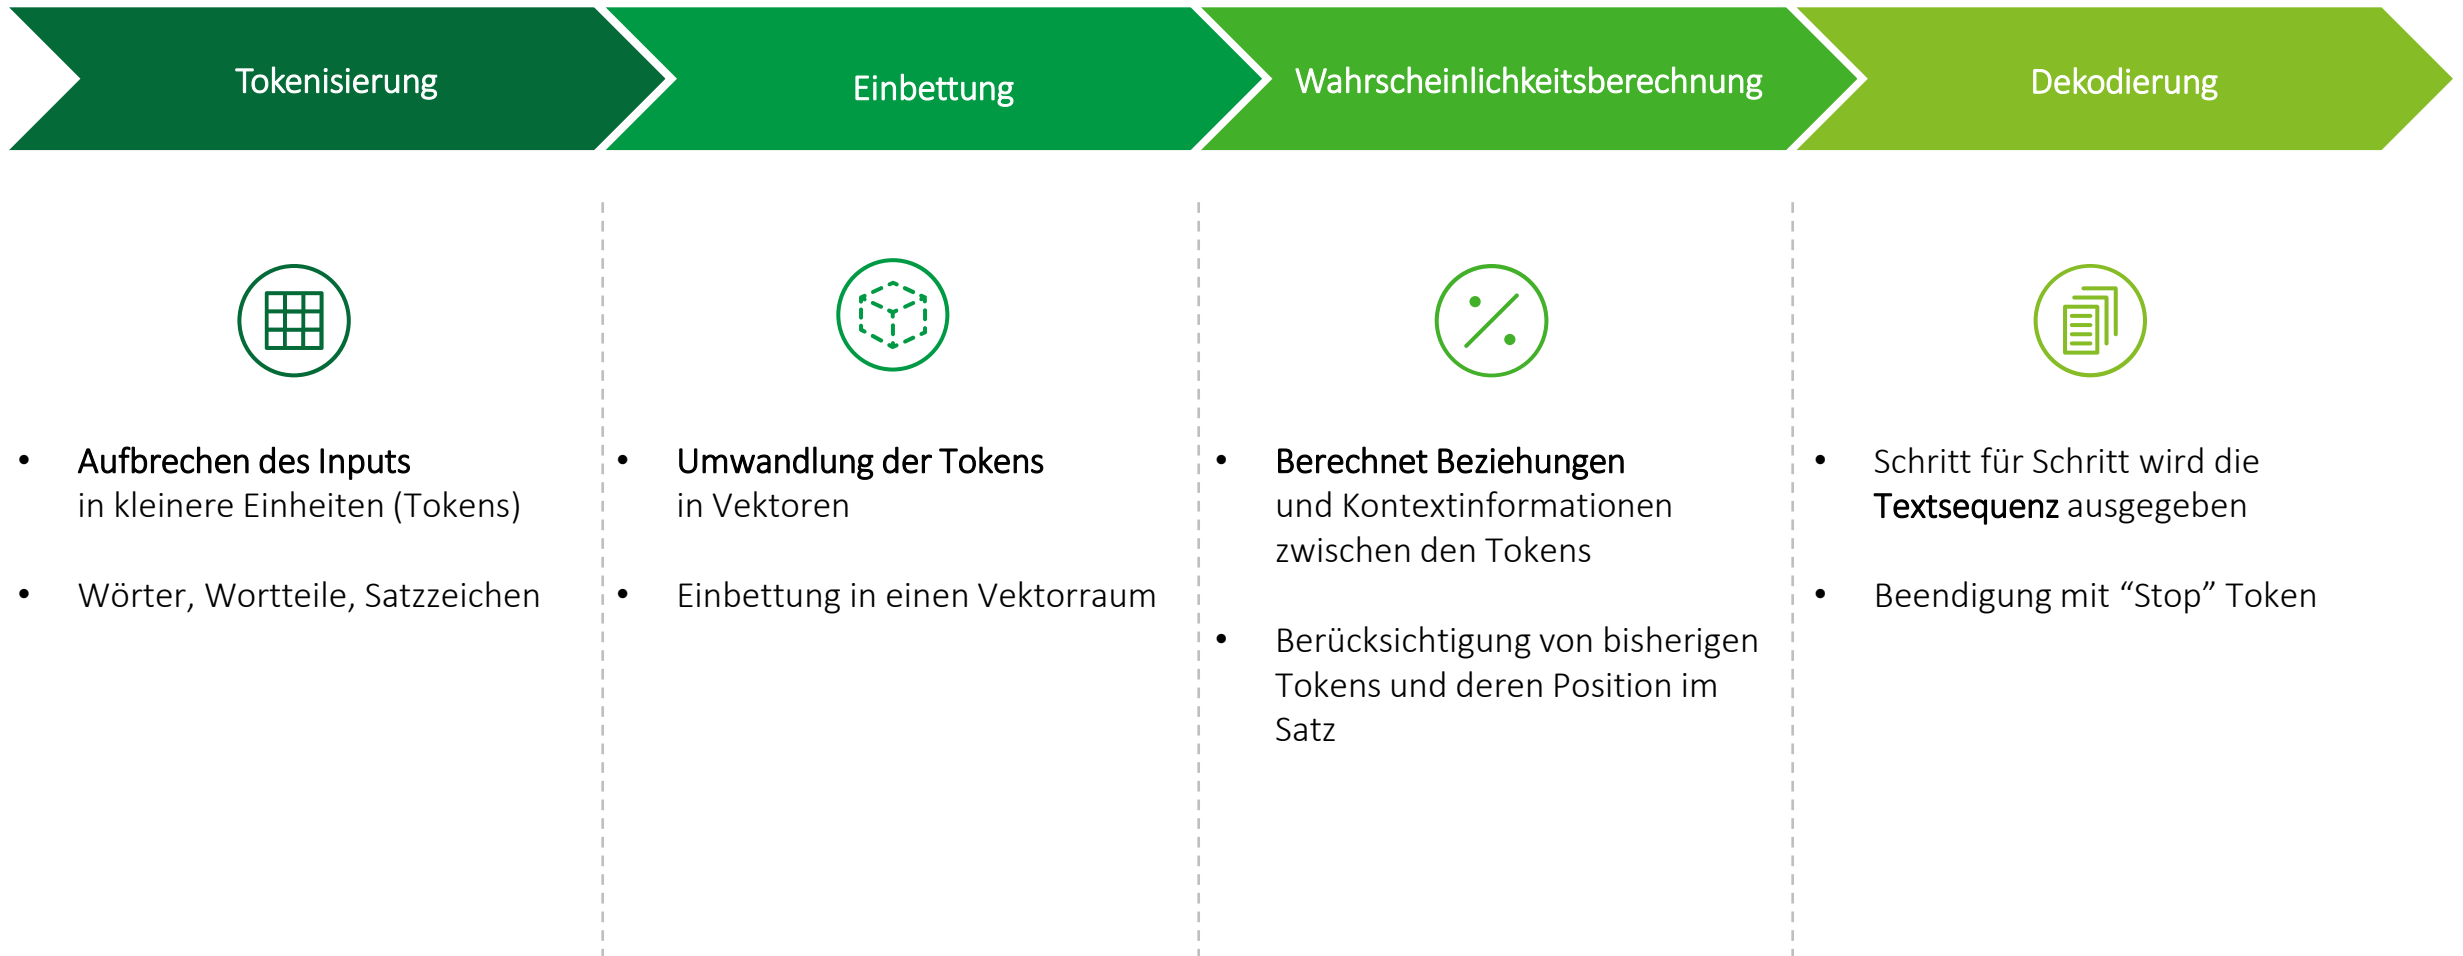 Tokenisierung
Einbettung
Wahrscheinlichkeitsberechnung
Dekodierung
• Aufbrechen des Inputs
in kleinere Einheiten (Tokens)
• Wörter, Wortteile, Satzzeichen
• Umwandlung der Tokens
in Vektoren
• Einbettung in einen Vektorraum
• Berechnet Beziehungen
und Kontextinformationen
zwischen den Tokens
• Berücksichtigung von bisherigen
Tokens und deren Position im
Satz
• Schritt für Schritt wird die
Textsequenz ausgegeben
• Beendigung mit “Stop” Token